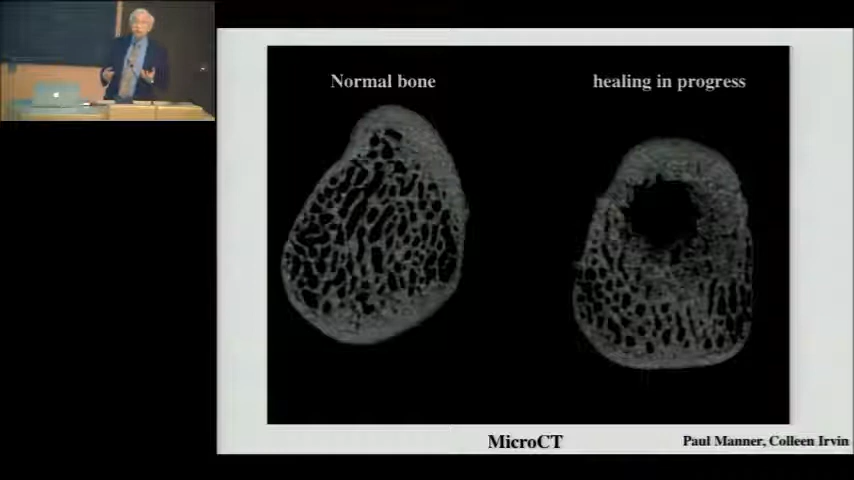 Normal bone
healing in progress
MicroCT
Paul Manner, Colleen Irvin